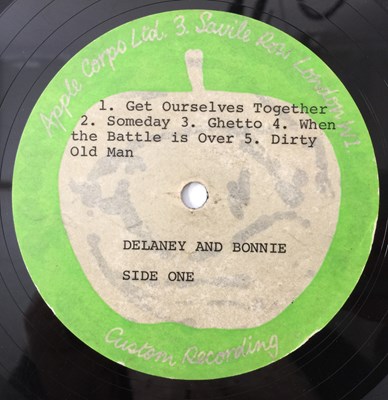 Apple Corps Ltd. 3. Savile Row London W1
1. Get Ourselves Together
2. Someday 3. Ghetto 4. When
the Battle is Over 5. Dirty
Old Man
DELANEY AND BONNIE
SIDE ONE
Custom Recording